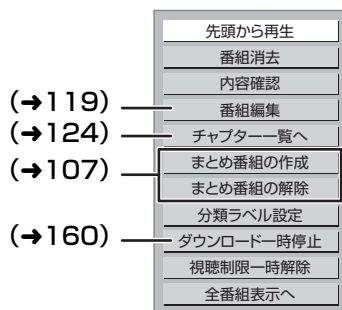 先頭から再生
番組消去
内容確認
(→119) 番組編集
(→124) チャプター一覧へ
(→107) まとめ番組の作成
まとめ番組の解除
分類ラベル設定
(→160) ダウンロード一時停止
視聴制限一時解除
全番組表示へ